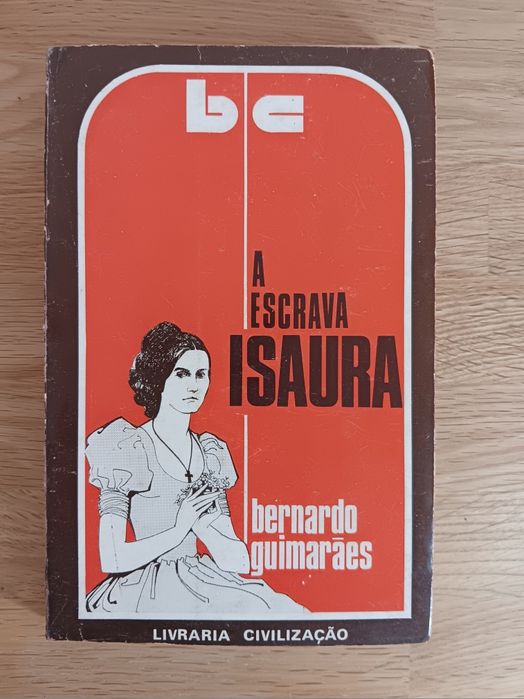 bc
A
ESCRAVA
ISAURA
bernardo
guimarães
LIVRARIA CIVILIZAÇÃO